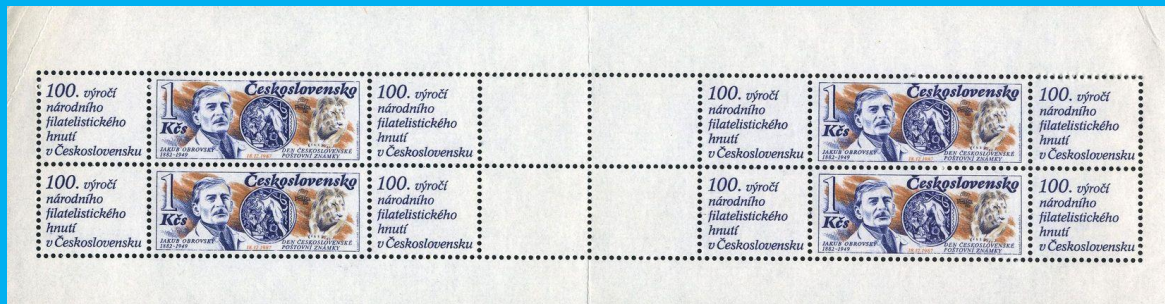 100. výročí
národního
filatelistického
hnutí
v Československu
1
Kčs
Československo
JAKUB OBROVSKÝ
1882-1949
18.12.1987
DEN ČESKOSLOVENSKÉ
POŠTOVNÍ ZNÁMKY
100. výročí
národního
filatelistického
hnutí
v Československu
100. výročí
národního
filatelistického
hnutí
v Československu
1
Kčs
Československo
JAKUB OBROVSKÝ
1882-1949
18.12.1987
DEN ČESKOSLOVENSKÉ
POŠTOVNÍ ZNÁMKY
100. výročí
národního
filatelistického
hnutí
v Československu
100. výročí
národního
filatelistického
hnutí
v Československu
1
Kčs
Československo
JAKUB OBROVSKÝ
1882-1949
18.12.1987
DEN ČESKOSLOVENSKÉ
POŠTOVNÍ ZNÁMKY
100. výročí
národního
filatelistického
hnutí
v Československu
100. výročí
národního
filatelistického
hnutí
v Československu
1
Kčs
Československo
JAKUB OBROVSKÝ
1882-1949
18.12.1987
DEN ČESKOSLOVENSKÉ
POŠTOVNÍ ZNÁMKY
100. výročí
národního
filatelistického
hnutí
v Československu